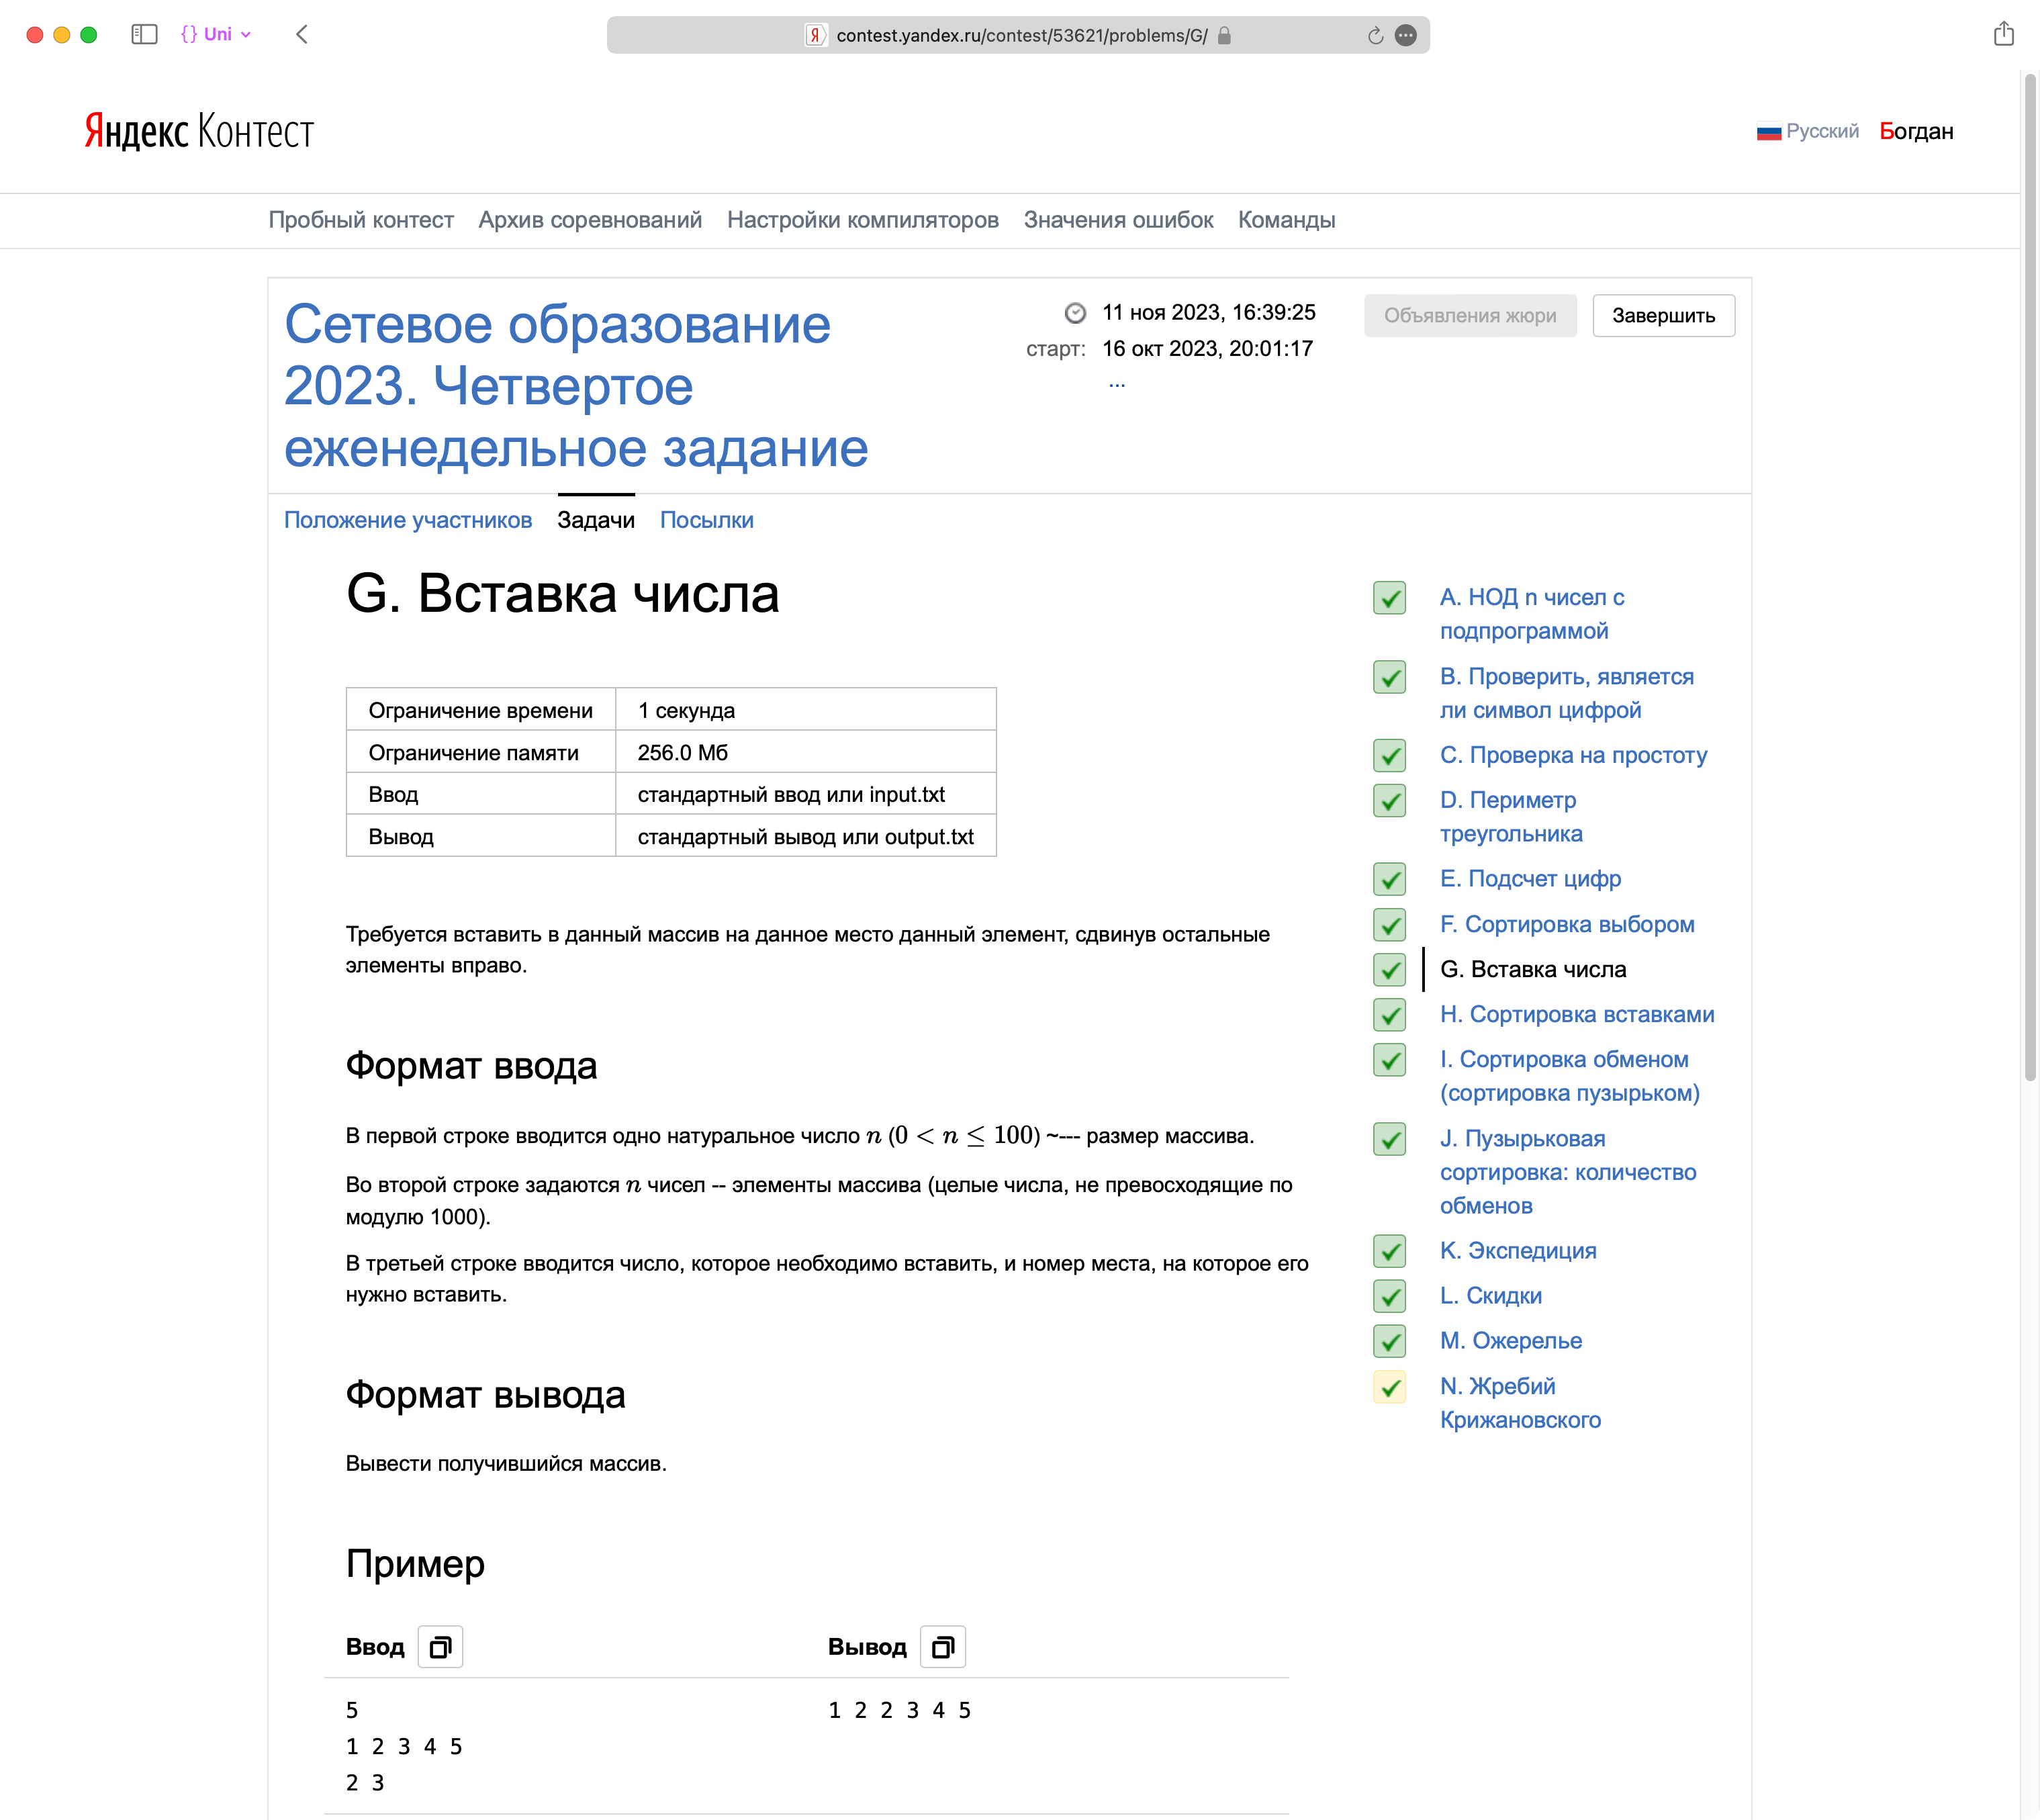 {} Uni
contest.yandex.ru/contest/53621/problems/G/
Яндекс Контест
Русский
Богдан
Пробный контест Архив соревнований Настройки компиляторов Значения ошибок Команды
Сетевое образование
2023. Четвертое
еженедельное задание
11 ноя 2023, 16:39:25
старт: 16 окт 2023, 20:01:17
...
Объявления жюри
Завершить
Положение участников Задачи Посылки
G. Вставка числа
Ограничение времени 1 секунда
Ограничение памяти 256.0 Мб
Ввод стандартный ввод или input.txt
Вывод стандартный вывод или output.txt
Требуется вставить в данный массив на данное место данный элемент, сдвинув остальные
элементы вправо.
Формат ввода
В первой строке вводится одно натуральное число n (0 < n ≤ 100) ~--- размер массива.
Во второй строке задаются n чисел -- элементы массива (целые числа, не превосходящие по
модулю 1000).
В третьей строке вводится число, которое необходимо вставить, и номер места, на которое его
нужно вставить.
Формат вывода
Вывести получившийся массив.
Пример
Ввод Вывод
5 1 2 2 3 4 5
1 2 3 4 5
2 3
A. НОД n чисел с
подпрограммой
B. Проверить, является
ли символ цифрой
C. Проверка на простоту
D. Периметр
треугольника
E. Подсчет цифр
F. Сортировка выбором
G. Вставка числа
H. Сортировка вставками
I. Сортировка обменом
(сортировка пузырьком)
J. Пузырьковая
сортировка: количество
обменов
K. Экспедиция
L. Скидки
M. Ожерелье
N. Жребий
Крижановского